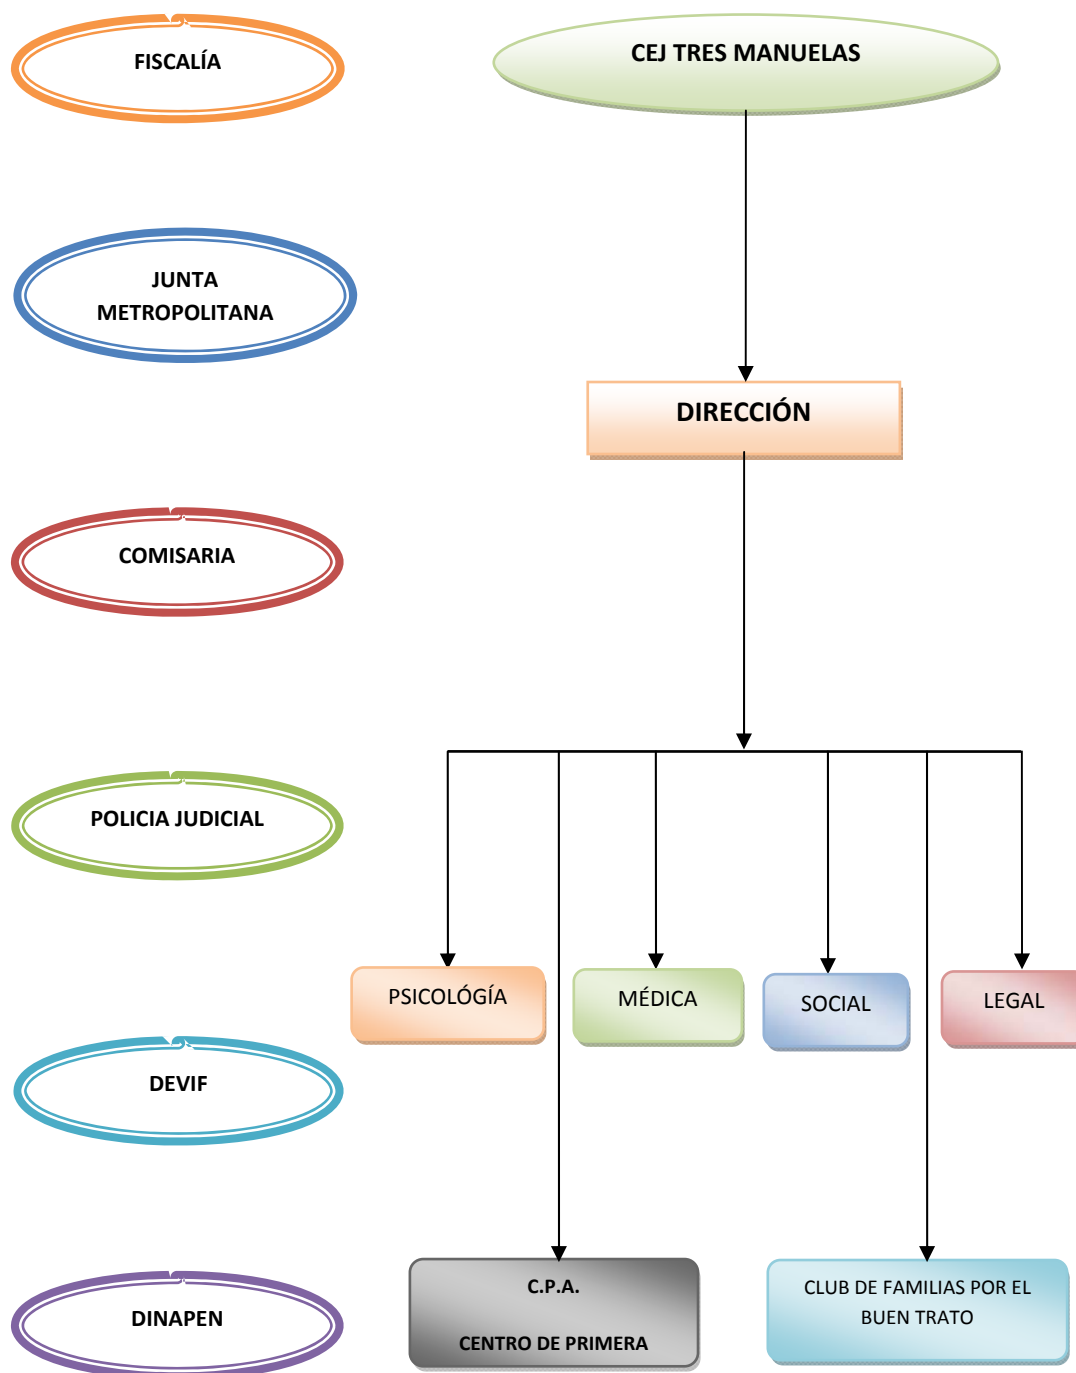 FISCALÍA
CEJ TRES MANUELAS
JUNTA
METROPOLITANA
DIRECCIÓN
COMISARIA
POLICIA JUDICIAL
PSICOLÓGÍA
MÉDICA
SOCIAL
LEGAL
DEVIF
DINAPEN
C.P.A.
CENTRO DE PRIMERA
CLUB DE FAMILIAS POR EL
BUEN TRATO